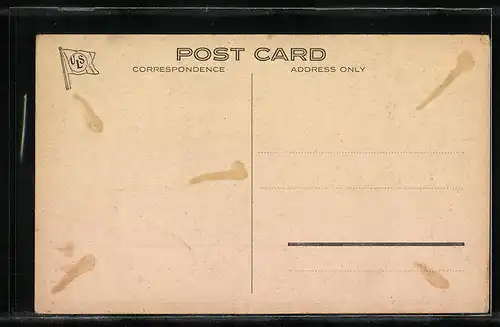 POST CARD
CORRESPONDENCE
ADDRESS ONLY